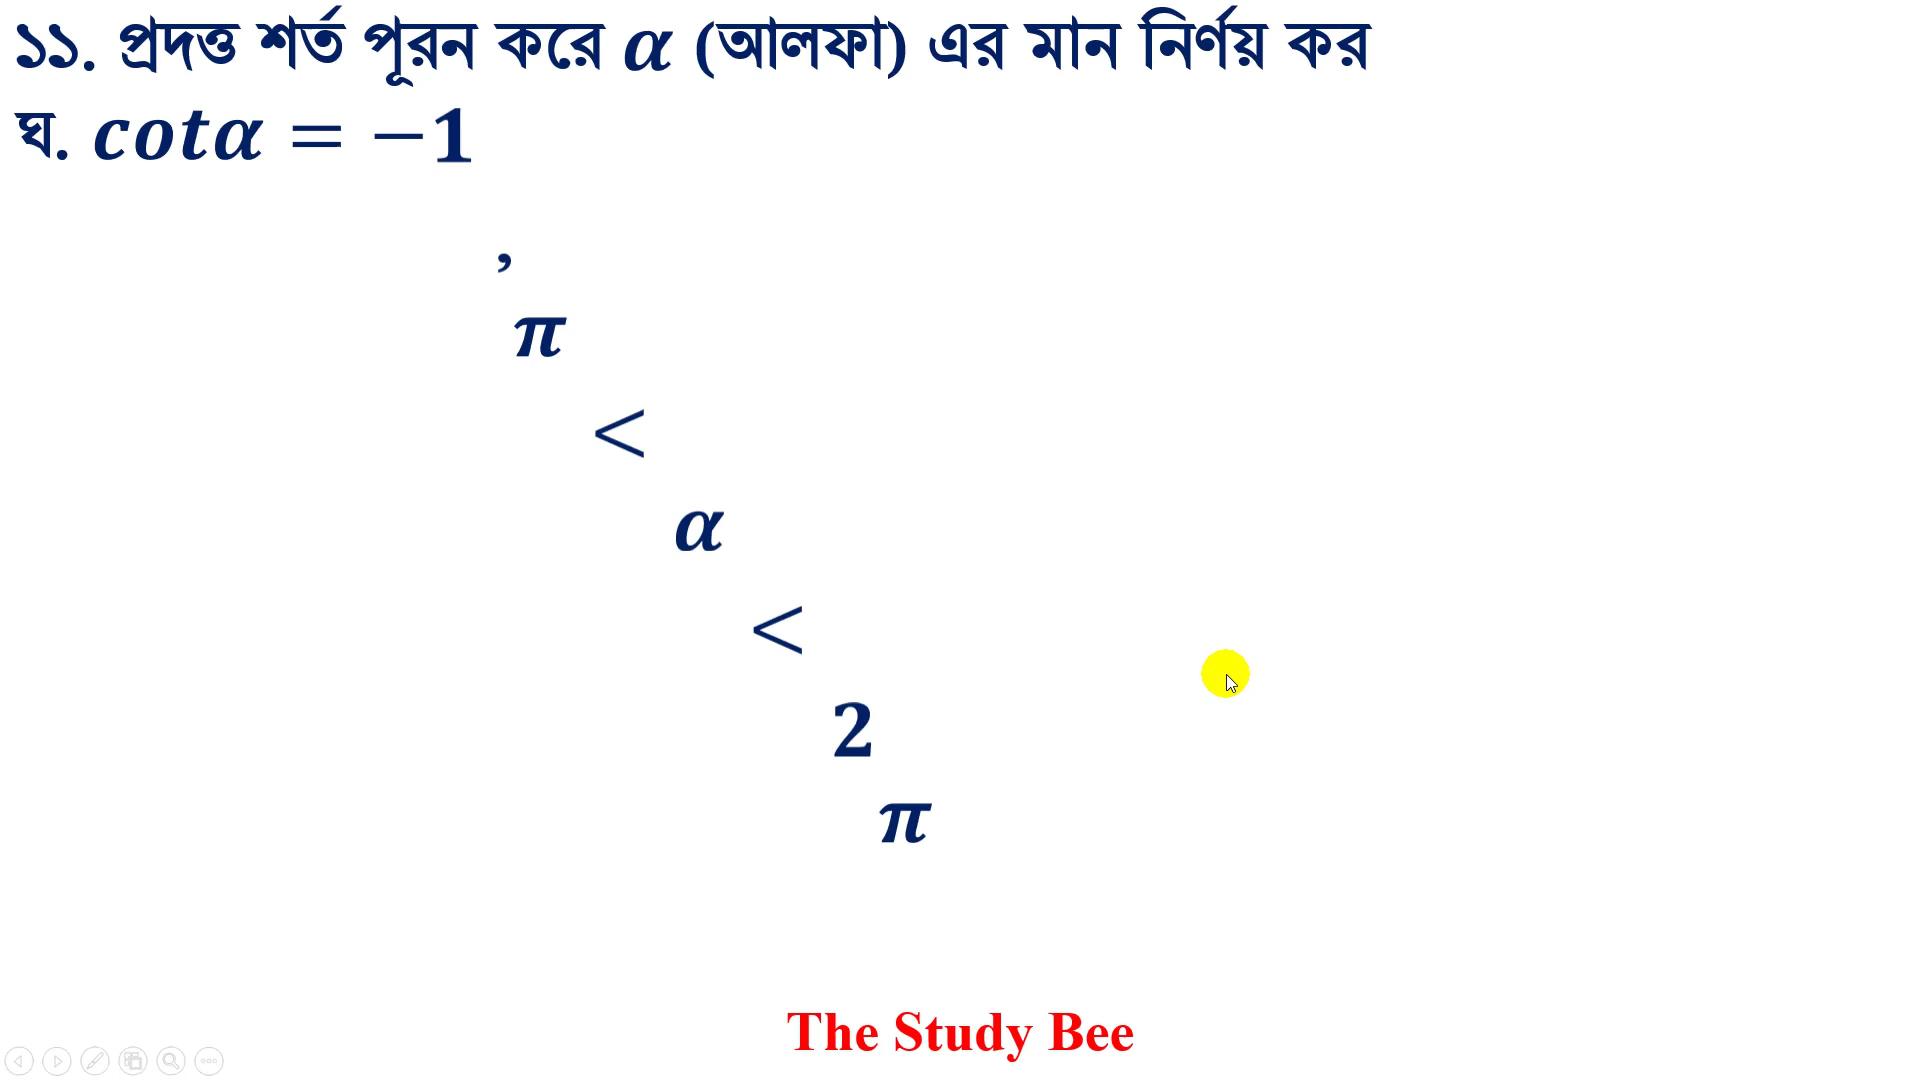 ১১. প্রদত্ত শর্ত পূরন করে α (আলফা) এর মান নির্ণয় কর
ঘ. cotα = −1
,
π
<
α
<
2
π
The Study Bee